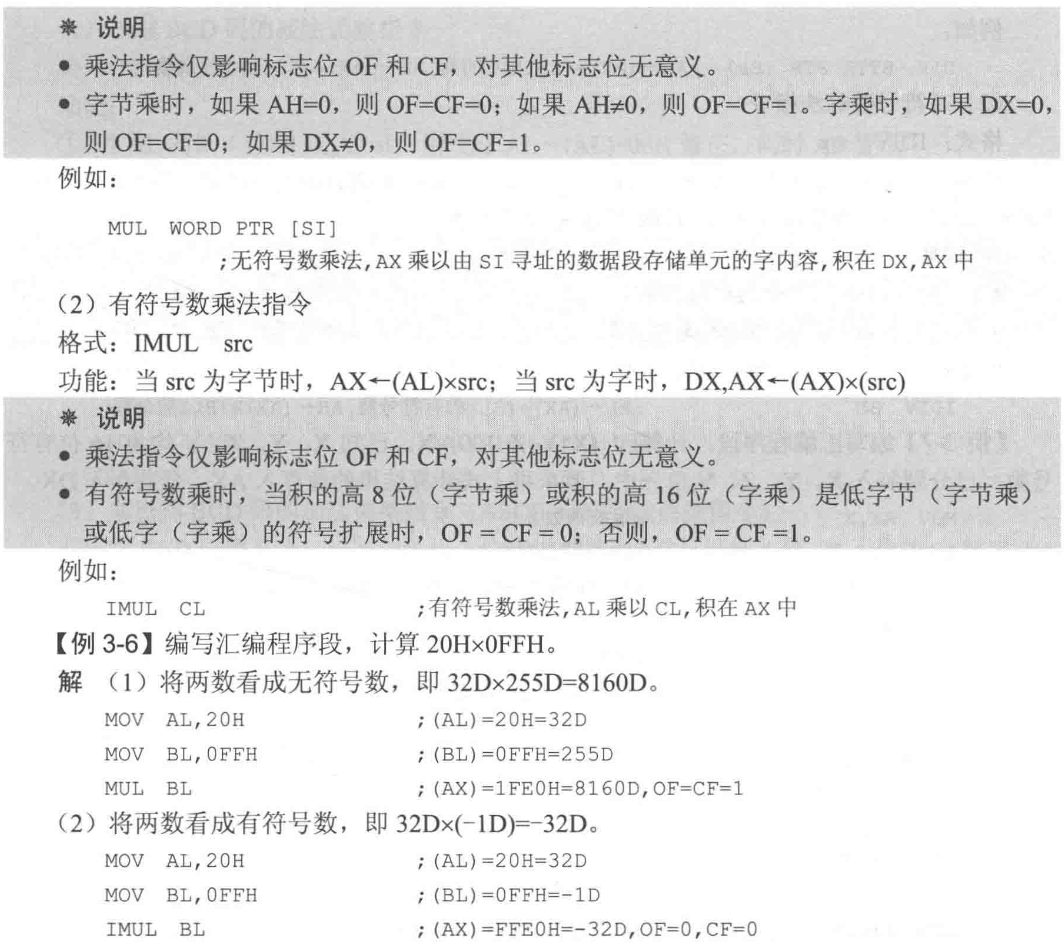 ※ 说明
● 乘法指令仅影响标志位 OF 和 CF，对其他标志位无意义。
● 字节乘时，如果 AH=0，则 OF=CF=0；如果 AH≠0，则 OF=CF=1。字乘时，如果 DX=0，
则 OF=CF=0；如果 DX≠0，则 OF=CF=1。
例如：
MUL WORD PTR [SI]
;无符号数乘法,AX 乘以由 SI 寻址的数据段存储单元的字内容,积在 DX,AX 中
（2）有符号数乘法指令
格式：IMUL src
功能：当 src 为字节时，AX←(AL)×src；当 src 为字时，DX,AX←(AX)×(src)
※ 说明
● 乘法指令仅影响标志位 OF 和 CF，对其他标志位无意义。
● 有符号数乘时，当积的高 8 位（字节乘）或积的高 16 位（字乘）是低字节（字节乘）
或低字（字乘）的符号扩展时，OF = CF = 0；否则，OF = CF =1。
例如：
IMUL CL ;有符号数乘法,AL 乘以 CL,积在 AX 中
【例 3-6】编写汇编程序段，计算 20H×0FFH。
解 （1）将两数看成无符号数，即 32D×255D=8160D。
MOV AL,20H ;(AL)=20H=32D
MOV BL,0FFH ;(BL)=0FFH=255D
MUL BL ;(AX)=1FE0H=8160D,OF=CF=1
（2）将两数看成有符号数，即 32D×(−1D)=−32D。
MOV AL,20H ;(AL)=20H=32D
MOV BL,0FFH ;(BL)=0FFH=-1D
IMUL BL ;(AX)=FFE0H=-32D,OF=0,CF=0